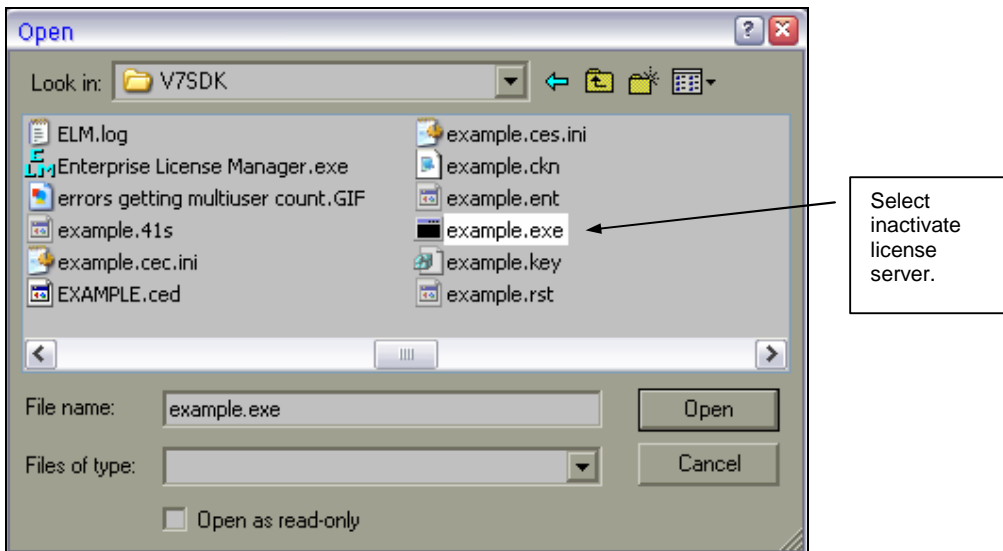 Open
Look in: V7SDK
ELM.log
Enterprise License Manager.exe
errors getting multiuser count.GIF
example.41s
example.cec.ini
EXAMPLE.ced
example.ces.ini
example.ckn
example.ent
example.exe
example.key
example.rst
Select
inactivate
license
server.
File name: example.exe
Open
Files of type:
Cancel
Open as read-only